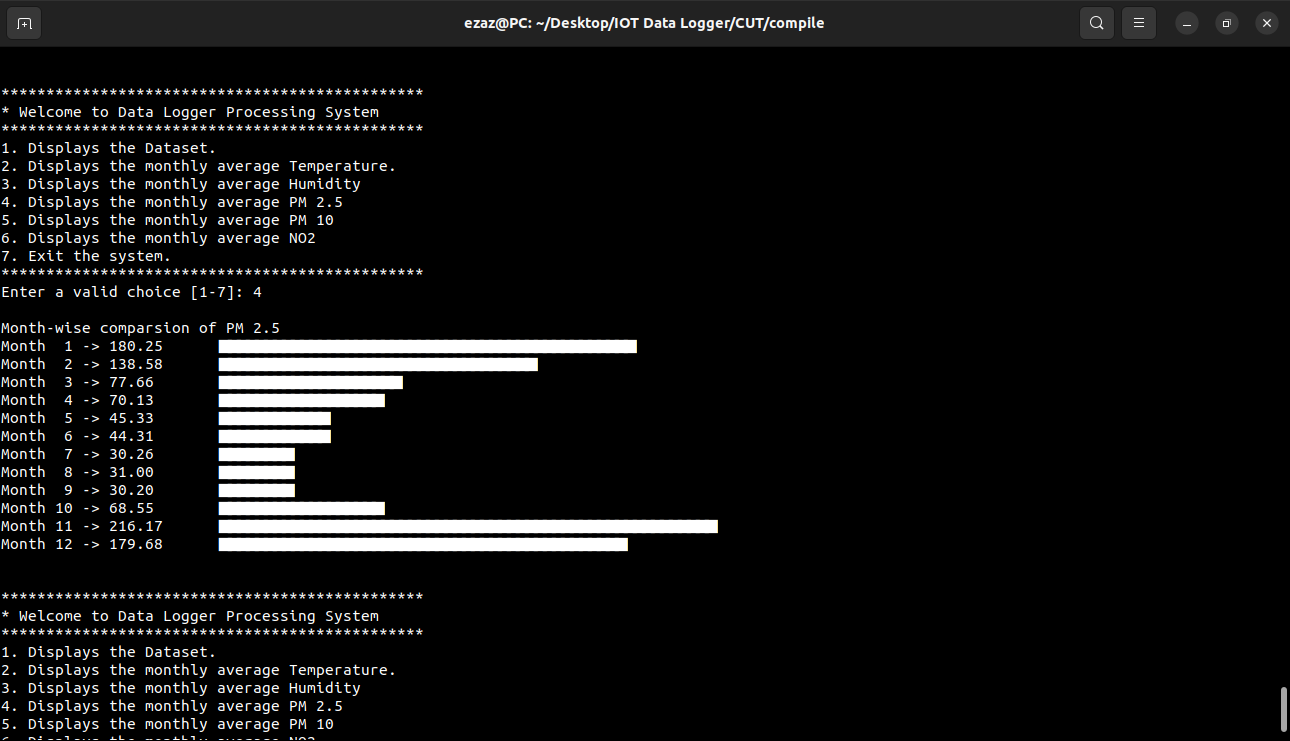 ezaz@PC: ~/Desktop/IOT Data Logger/CUT/compile
***********************************************
* Welcome to Data Logger Processing System
***********************************************
1. Displays the Dataset.
2. Displays the monthly average Temperature.
3. Displays the monthly average Humidity
4. Displays the monthly average PM 2.5
5. Displays the monthly average PM 10
6. Displays the monthly average NO2
7. Exit the system.
***********************************************
Enter a valid choice [1-7]: 4
Month-wise comparsion of PM 2.5
Month  1 -> 180.25
Month  2 -> 138.58
Month  3 -> 77.66
Month  4 -> 70.13
Month  5 -> 45.33
Month  6 -> 44.31
Month  7 -> 30.26
Month  8 -> 31.00
Month  9 -> 30.20
Month 10 -> 68.55
Month 11 -> 216.17
Month 12 -> 179.68
***********************************************
* Welcome to Data Logger Processing System
***********************************************
1. Displays the Dataset.
2. Displays the monthly average Temperature.
3. Displays the monthly average Humidity
4. Displays the monthly average PM 2.5
5. Displays the monthly average PM 10
6. Displays the monthly average NO2